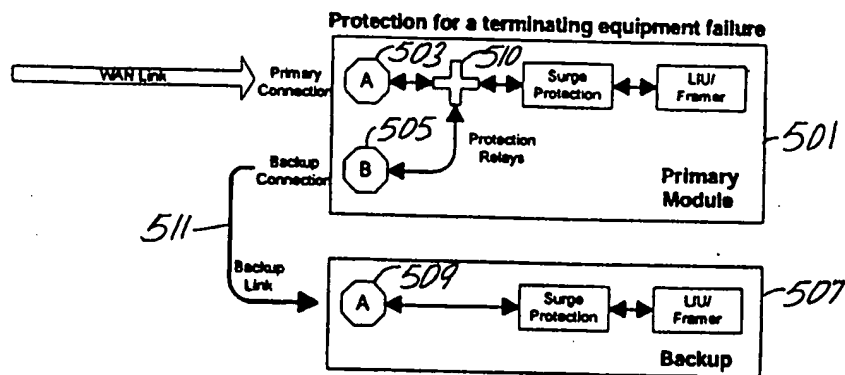 Protection for a terminating equipment failure
WAN Link
Primary
Connection
503
510
A
Surge
Protection
LIU/
Framer
505
B
Protection
Relays
Backup
Connection
Primary
Module
501
511
Backup
Link
509
A
Surge
Protection
LIU/
Framer
507
Backup